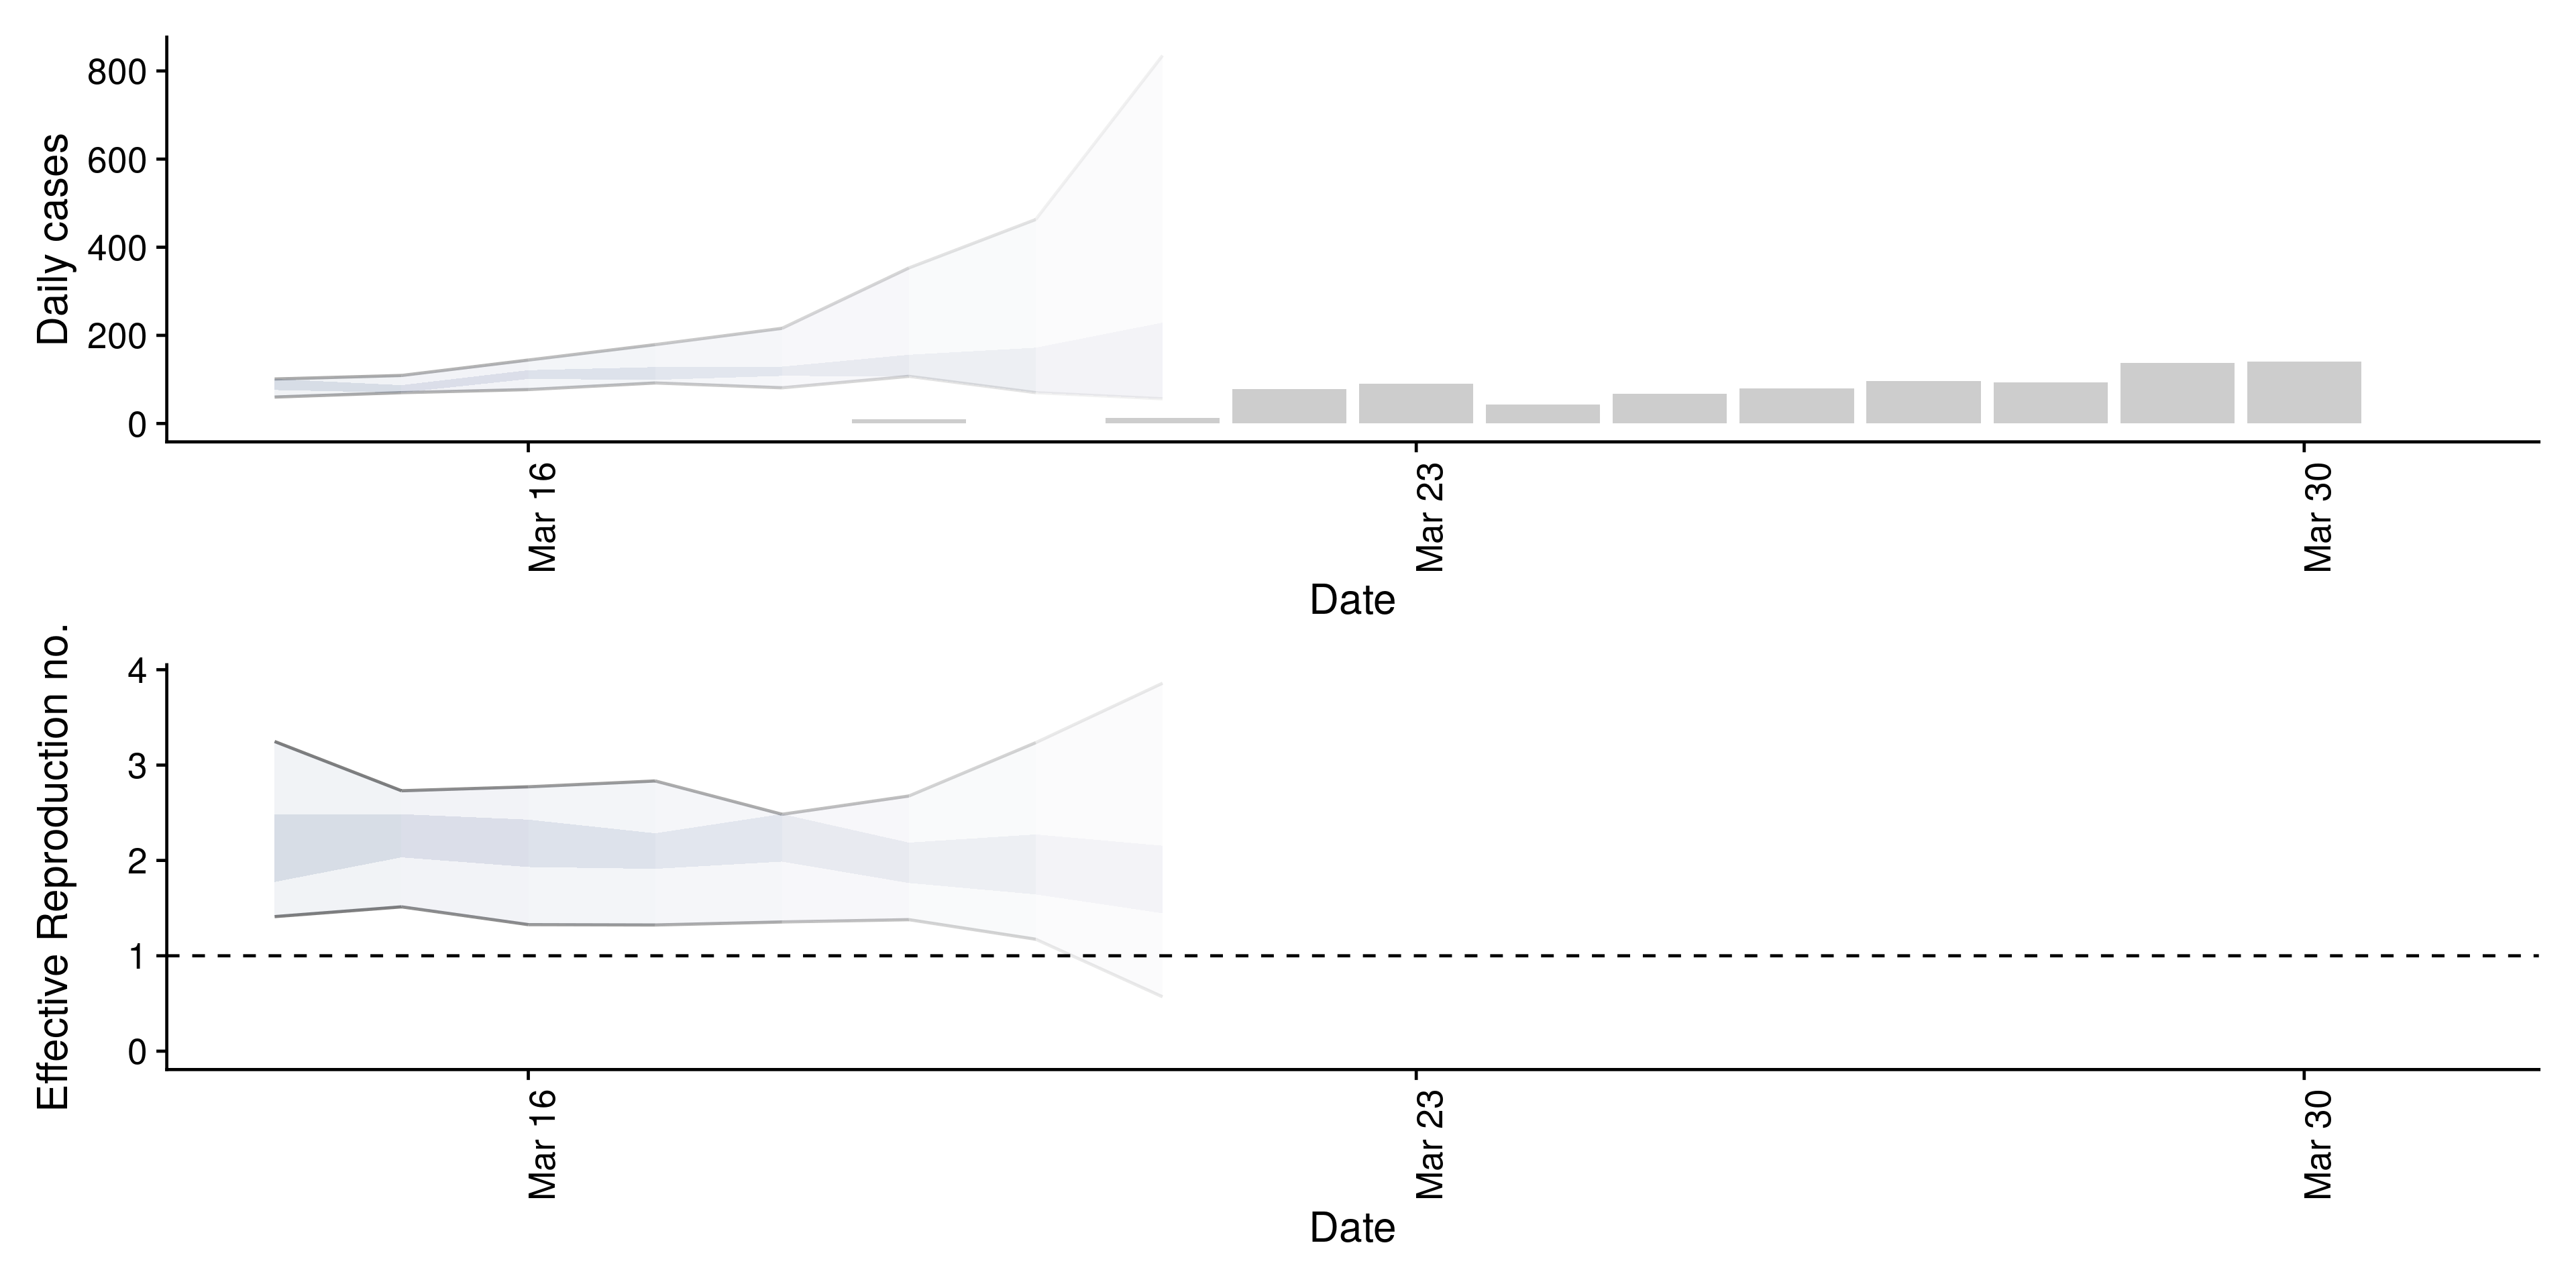 Daily cases
800
600
400
200
0
Mar 16
Mar 23
Mar 30
Date
Effective Reproduction no.
4
3
2
1
0
Mar 16
Mar 23
Mar 30
Date